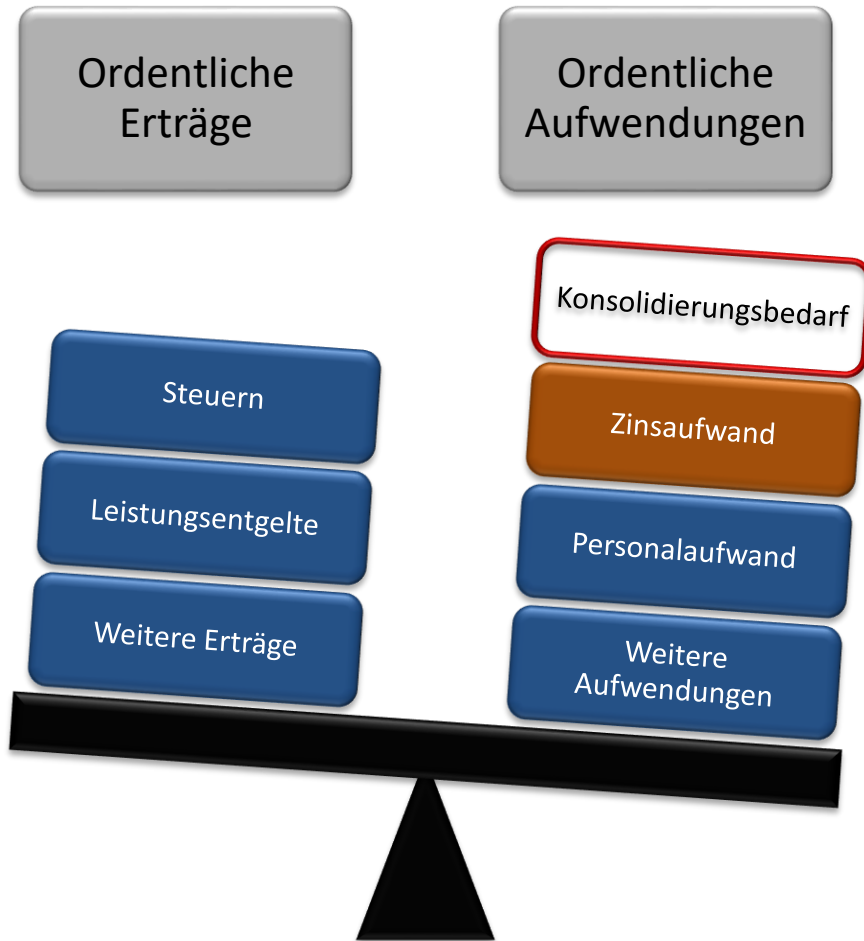 Ordentliche
Erträge
Ordentliche
Aufwendungen
Steuern
Leistungsentgelte
Weitere Erträge
Konsolidierungsbedarf
Zinsaufwand
Personalaufwand
Weitere
Aufwendungen